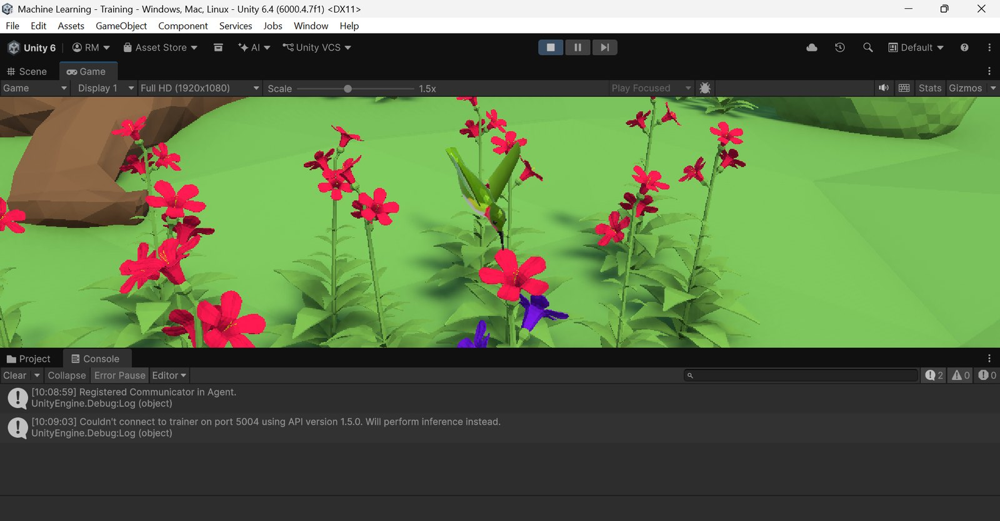 Machine Learning - Training - Windows, Mac, Linux - Unity 6.4 (6000.4.7f1) <DX11>
File Edit Assets GameObject Component Services Jobs Window Help
Unity 6 RM Asset Store AI Unity VCS Default
Scene Game
Game Display 1 Full HD (1920x1080) Scale 1.5x Play Focused Stats Gizmos
Project Console
Clear Collapse Error Pause Editor 2 0 0
[10:08:59] Registered Communicator in Agent.
UnityEngine.Debug:Log (object)
[10:09:03] Couldn't connect to trainer on port 5004 using API version 1.5.0. Will perform inference instead.
UnityEngine.Debug:Log (object)